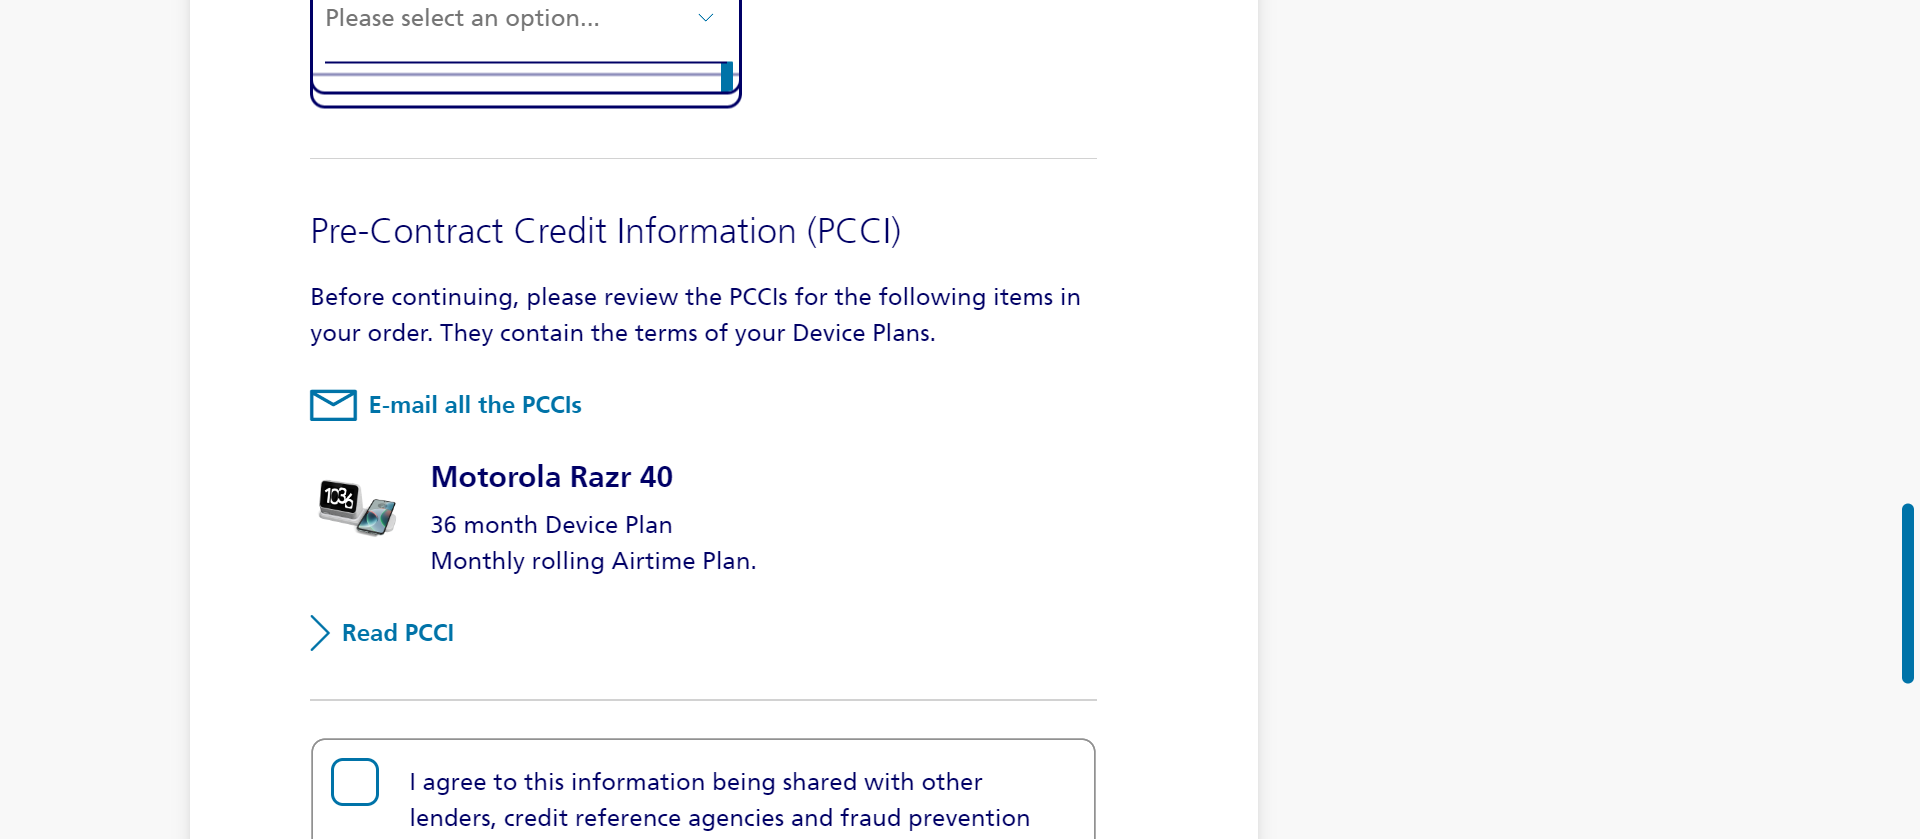 Please select an option...
Pre-Contract Credit Information (PCCI)
Before continuing, please review the PCCIs for the following items in
your order. They contain the terms of your Device Plans.
E-mail all the PCCIs
Motorola Razr 40
1036
36 month Device Plan
Monthly rolling Airtime Plan.
Read PCCI
I agree to this information being shared with other
lenders, credit reference agencies and fraud prevention